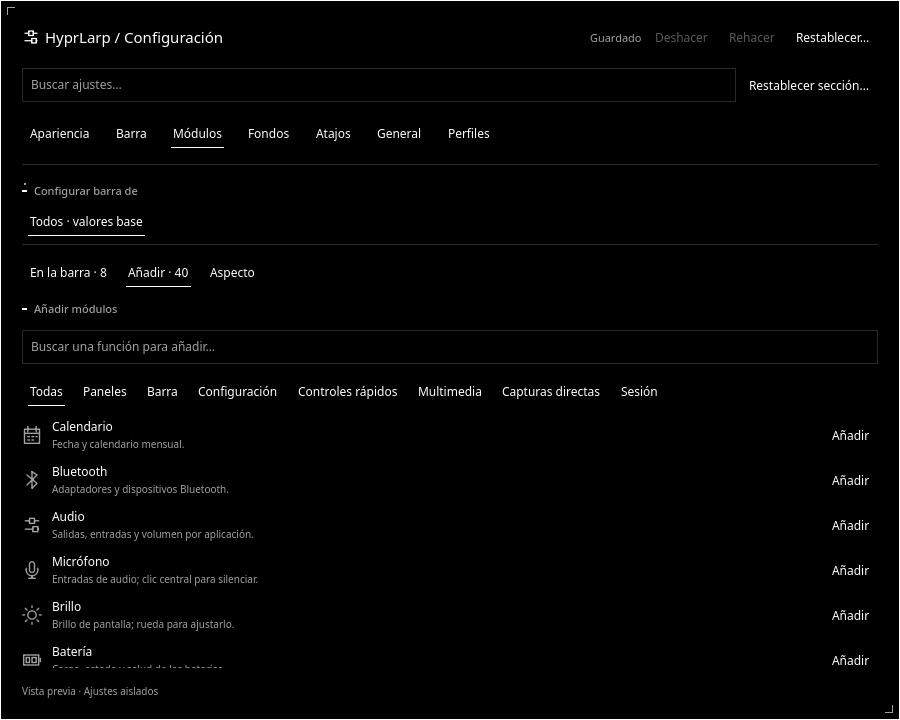 HyprLarp / Configuración
Guardado Deshacer Rehacer Restablecer...
Buscar ajustes...
Restablecer sección...
Apariencia Barra Módulos Fondos Atajos General Perfiles
Configurar barra de
Todos · valores base
En la barra · 8 Añadir · 40 Aspecto
Añadir módulos
Buscar una función para añadir...
Todas Paneles Barra Configuración Controles rápidos Multimedia Capturas directas Sesión
Calendario
Fecha y calendario mensual.
Añadir
Bluetooth
Adaptadores y dispositivos Bluetooth.
Añadir
Audio
Salidas, entradas y volumen por aplicación.
Añadir
Micrófono
Entradas de audio; clic central para silenciar.
Añadir
Brillo
Brillo de pantalla; rueda para ajustarlo.
Añadir
Batería
Añadir
Vista previa · Ajustes aislados